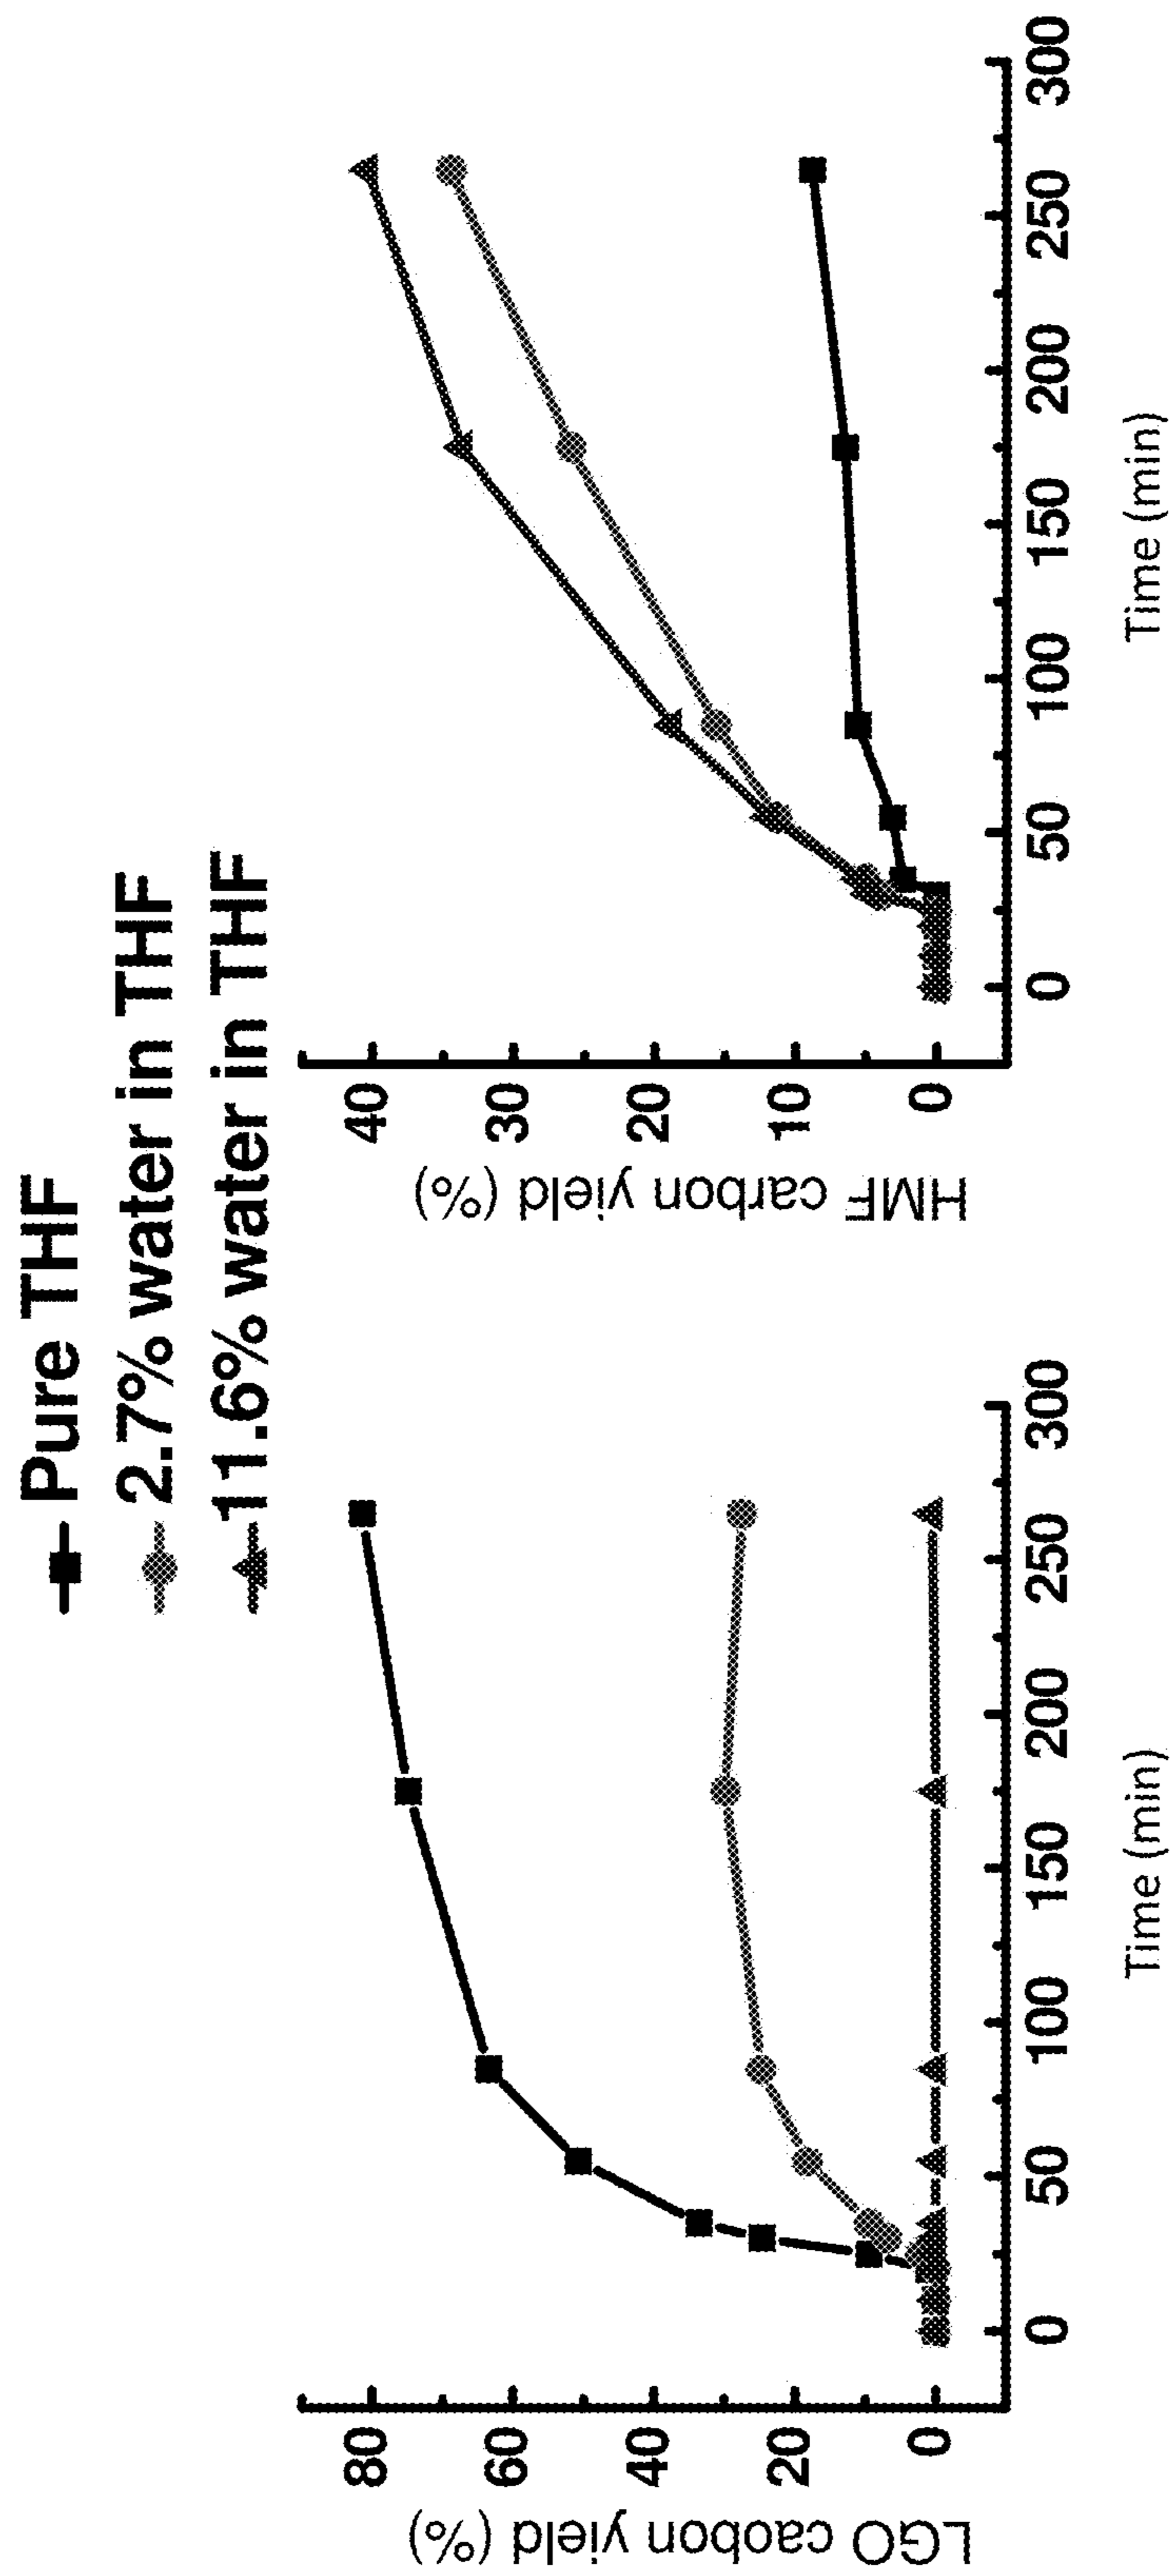 Pure THF
2.7% water in THF
11.6% water in THF
LGO caobon yield (%)
80
60
40
20
0
0 50 100 150 200 250 300
Time (min)
HMF carbon yield (%)
40
30
20
10
0
0 50 100 150 200 250 300
Time (min)